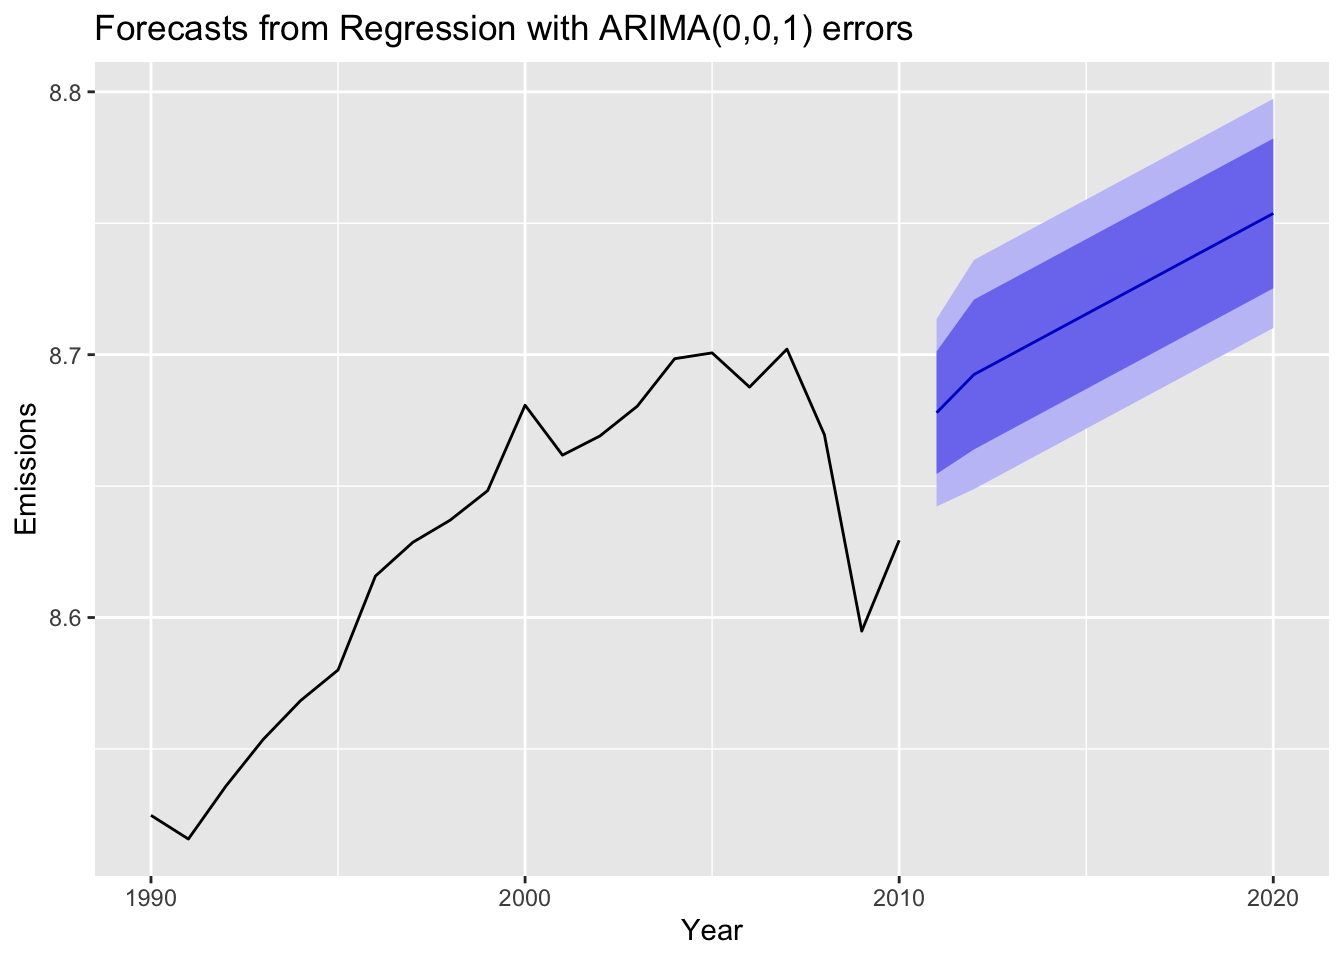 Forecasts from Regression with ARIMA(0,0,1) errors
8.8
8.7
8.6
Emissions
1990 2000 2010 2020
Year